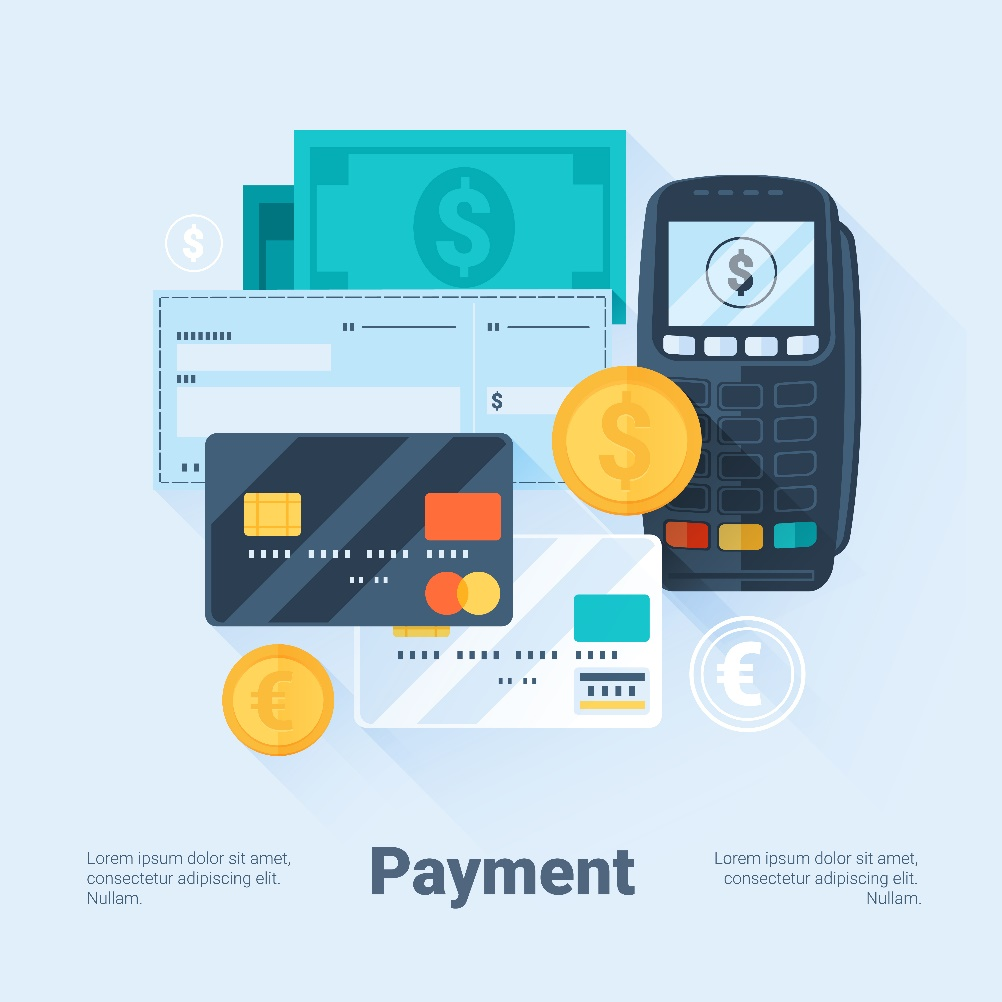 $
$
$
$
$
€
€
Lorem ipsum dolor sit amet,
consectetur adipiscing elit.
Nullam.
Payment
Lorem ipsum dolor sit amet,
consectetur adipiscing elit.
Nullam.